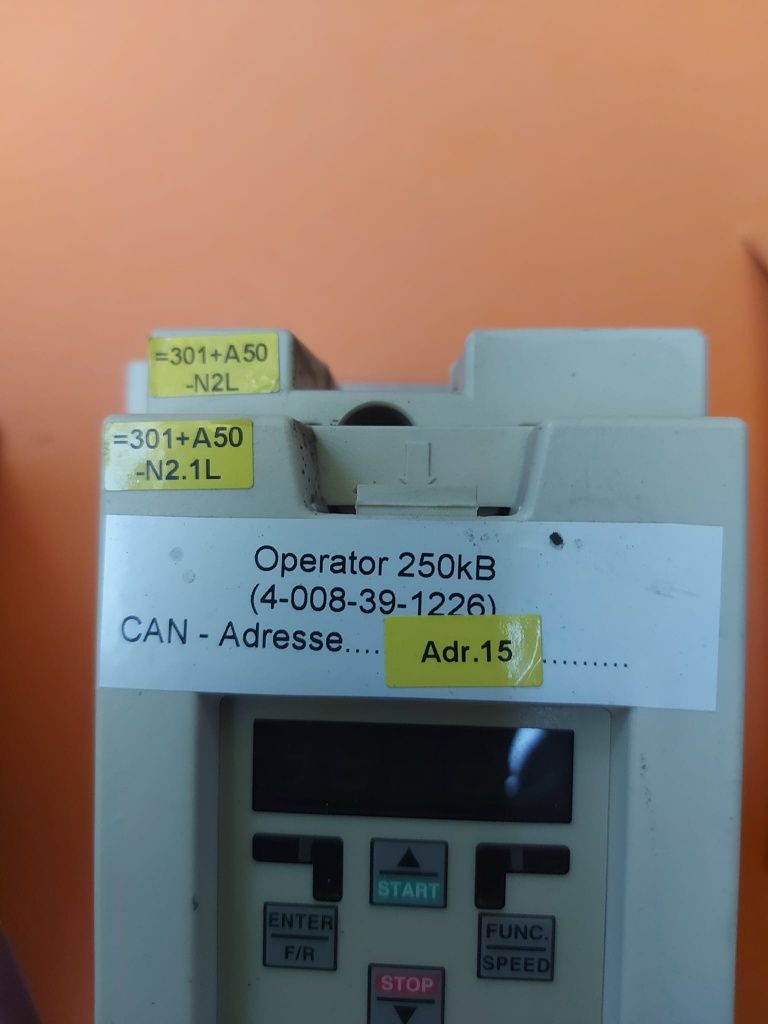 =301+A50
-N2L
=301+A50
-N2.1L
Operator 250kB
(4-008-39-1226)
CAN - Adresse.... Adr.15 .........
START
ENTER
F/R
FUNC.
SPEED
STOP